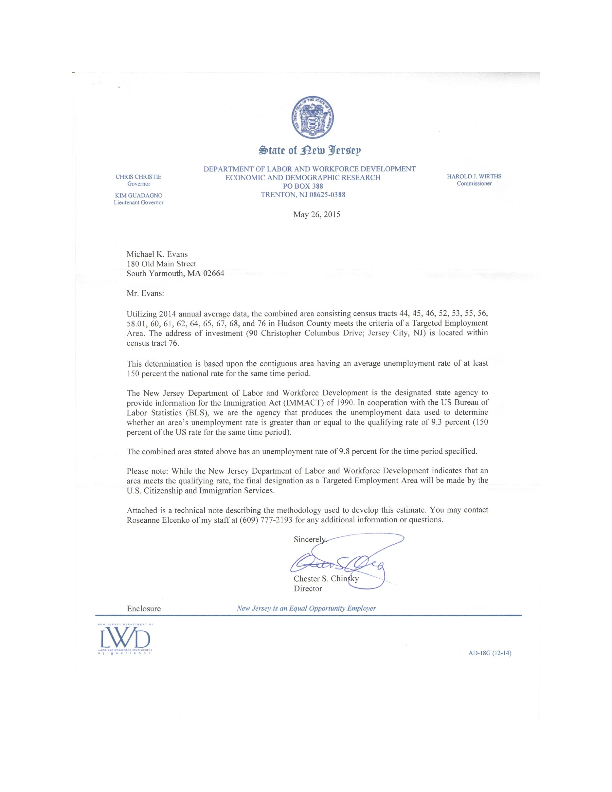 State of New Jersey
DEPARTMENT OF LABOR AND WORKFORCE DEVELOPMENT
ECONOMIC AND DEMOGRAPHIC RESEARCH
PO BOX 388
TRENTON, NJ 08625-0388
CHRIS CHRISTIE
Governor
KIM GUADAGNO
Lieutenant Governor
HAROLD J. WIRTHS
Commissioner
May 26, 2015
Michael K. Evans
180 Old Main Street
South Yarmouth, MA 02664
Mr. Evans:
Utilizing 2014 annual average data, the combined area consisting census tracts 44, 45, 46, 52, 53, 55, 56,
58.01, 60, 61, 62, 64, 65, 67, 68, and 76 in Hudson County meets the criteria of a Targeted Employment
Area. The address of investment (90 Christopher Columbus Drive; Jersey City, NJ) is located within
census tract 76.
This determination is based upon the contiguous area having an average unemployment rate of at least
150 percent the national rate for the same time period.
The New Jersey Department of Labor and Workforce Development is the designated state agency to
provide information for the Immigration Act (IMMACT) of 1990. In cooperation with the US Bureau of
Labor Statistics (BLS), we are the agency that produces the unemployment data used to determine
whether an area's unemployment rate is greater than or equal to the qualifying rate of 9.3 percent (150
percent of the US rate for the same time period).
The combined area stated above has an unemployment rate of 9.8 percent for the time period specified.
Please note: While the New Jersey Department of Labor and Workforce Development indicates that an
area meets the qualifying rate, the final designation as a Targeted Employment Area will be made by the
U.S. Citizenship and Immigration Services.
Attached is a technical note describing the methodology used to develop this estimate. You may contact
Roseanne Elcenko of my staff at (609) 777-2193 for any additional information or questions.
Sincerely,
Chester S. Chinsky
Director
Enclosure
New Jersey is an Equal Opportunity Employer
LWD
AD-18G (12-14)